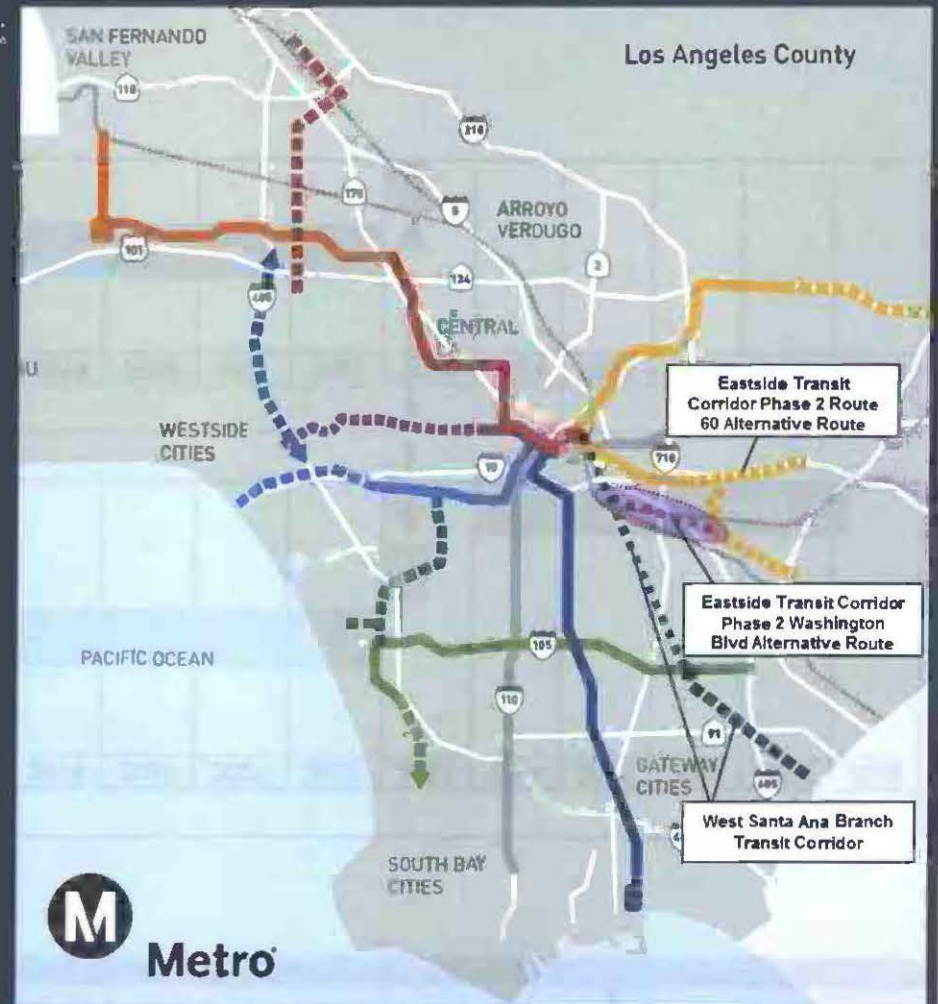 SAN FERNANDO
VALLEY
Los Angeles County
118
210
170
5
ARROYO
VERDUGO
101
134
2
405
CENTRAL
Eastside Transit
Corridor Phase 2 Route
60 Alternative Route
WESTSIDE
CITIES
10
710
Eastside Transit Corridor
Phase 2 Washington
Blvd Alternative Route
PACIFIC OCEAN
105
110
91
GATEWAY
CITIES
605
West Santa Ana Branch
Transit Corridor
SOUTH BAY
CITIES
M
Metro